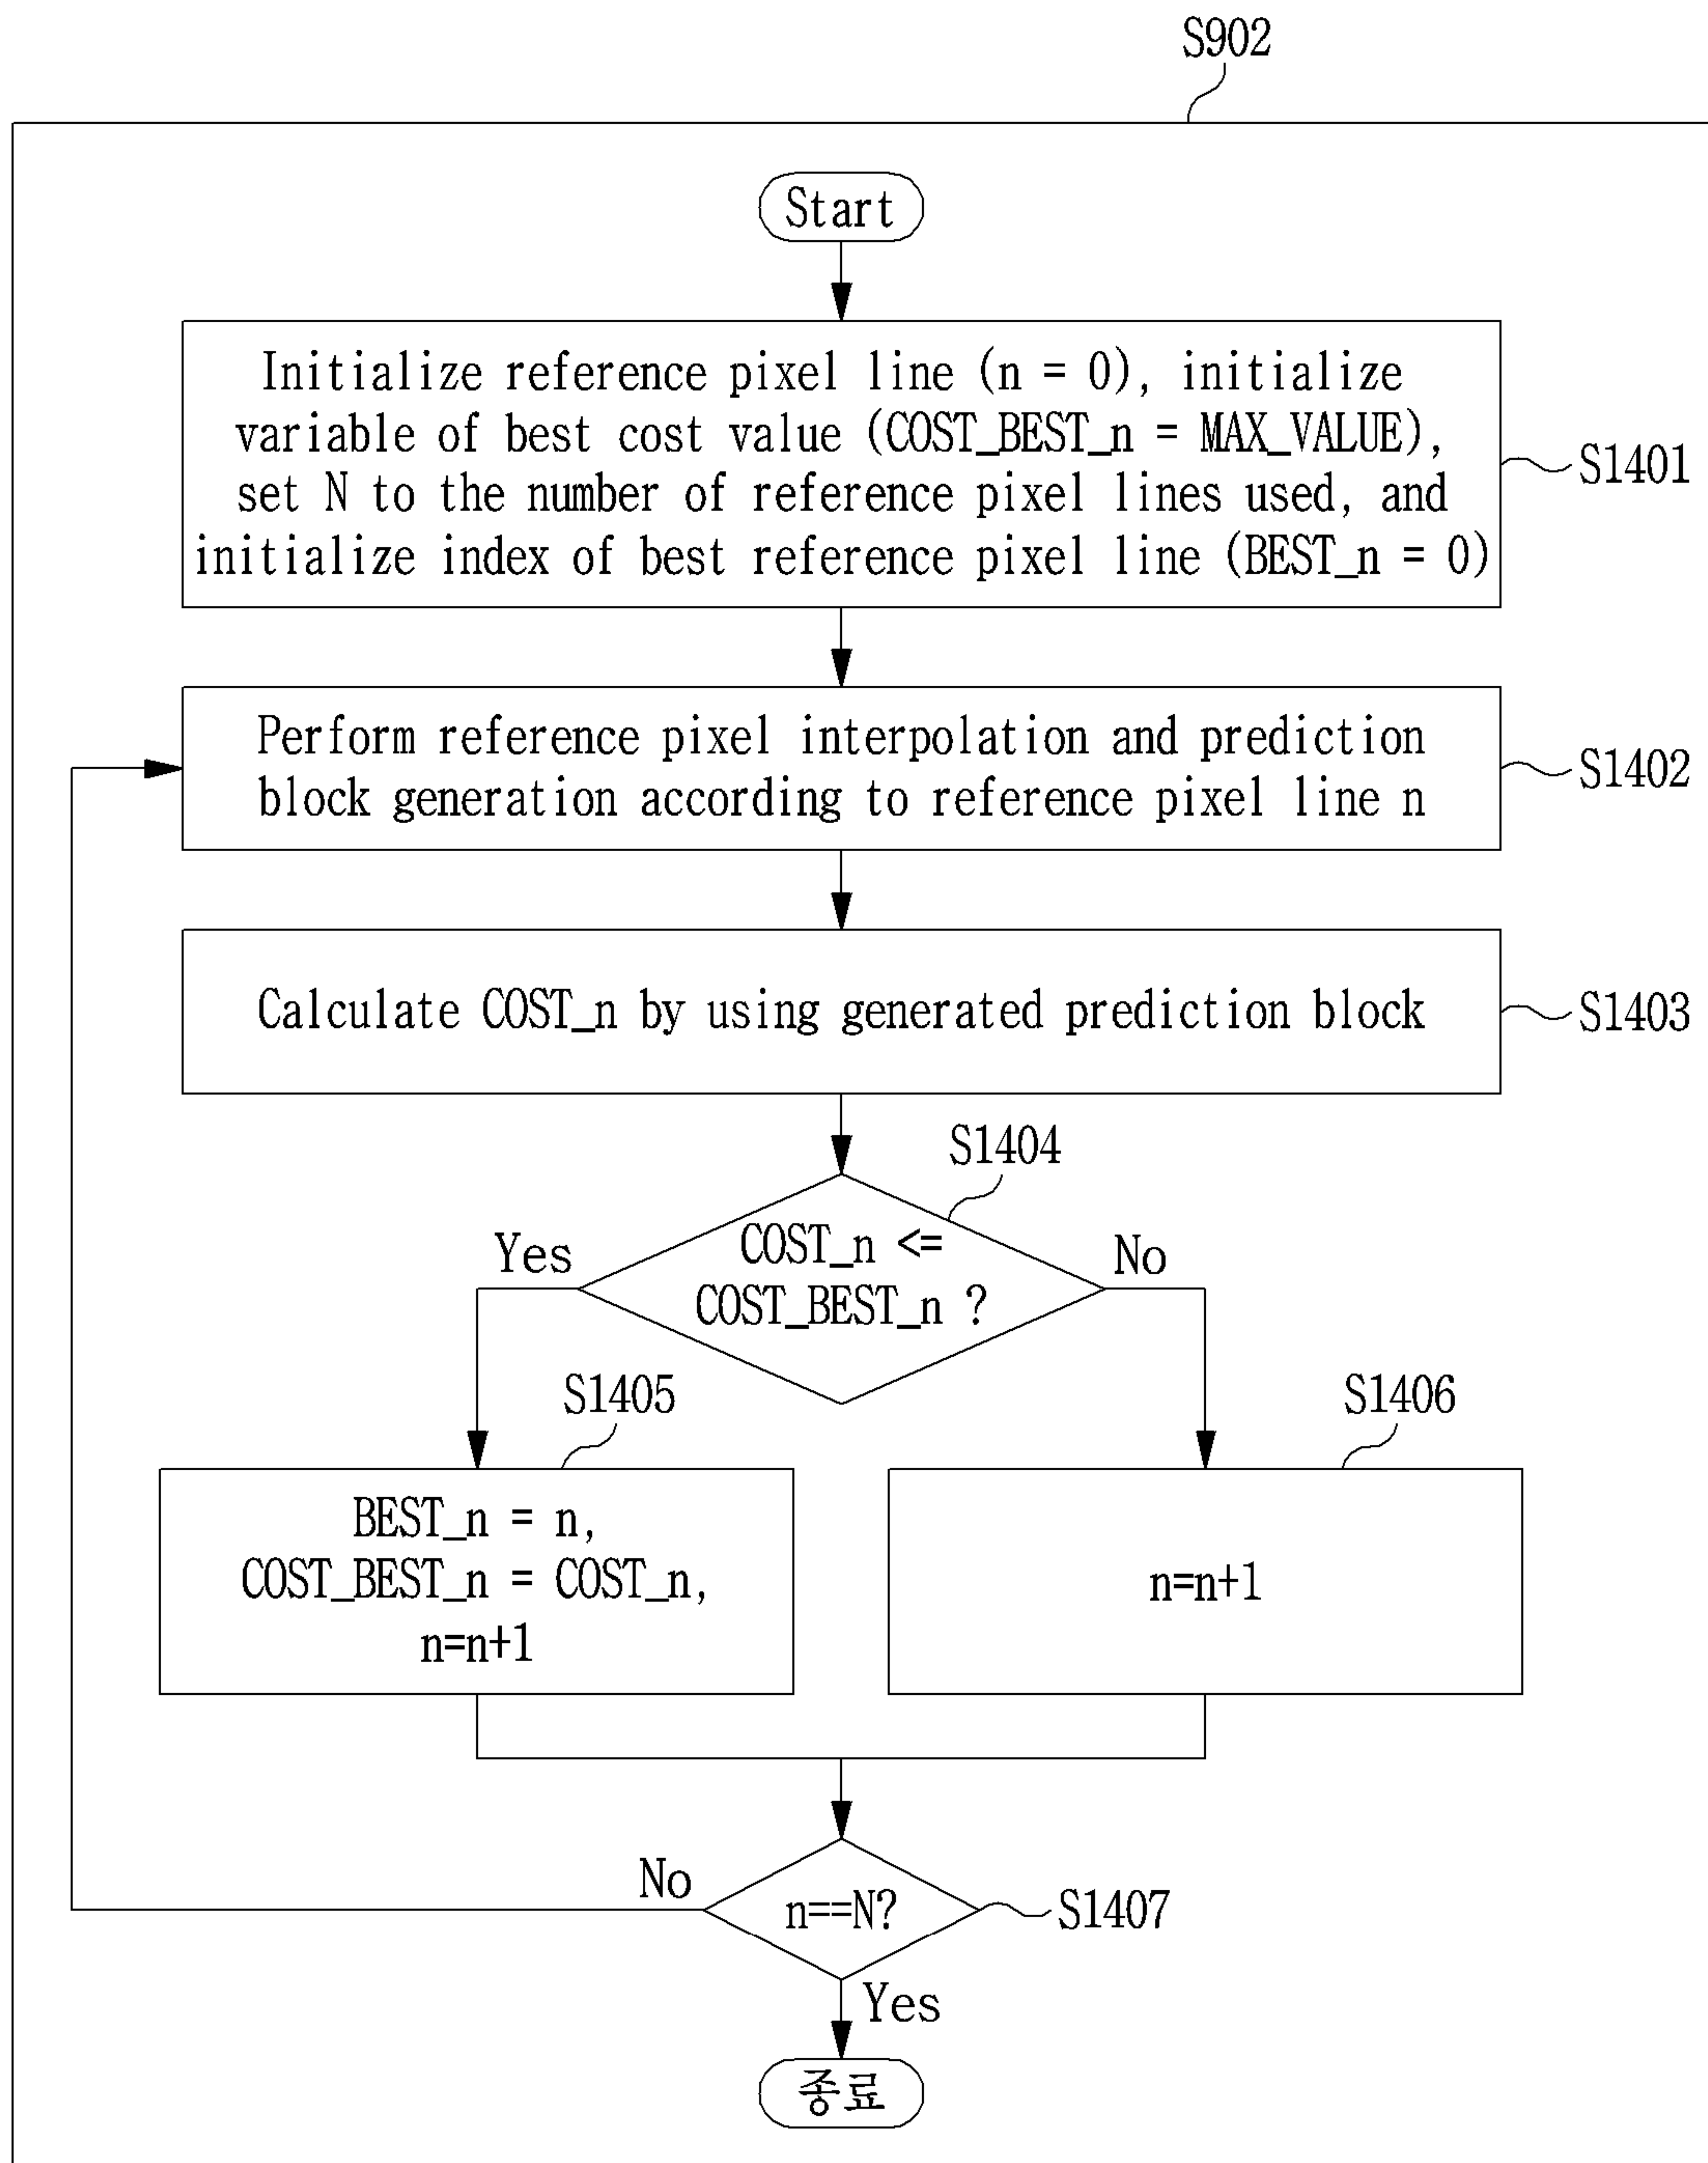 S902
Start
Initialize reference pixel line (n = 0), initialize
variable of best cost value (COST_BEST_n = MAX_VALUE),
set N to the number of reference pixel lines used, and
initialize index of best reference pixel line (BEST_n = 0)
S1401
Perform reference pixel interpolation and prediction
block generation according to reference pixel line n
S1402
Calculate COST_n by using generated prediction block
S1403
S1404
Yes
COST_n <=
COST_BEST_n ?
No
S1405
S1406
BEST_n = n,
COST_BEST_n = COST_n,
n=n+1
n=n+1
No
n==N?
S1407
Yes
종료